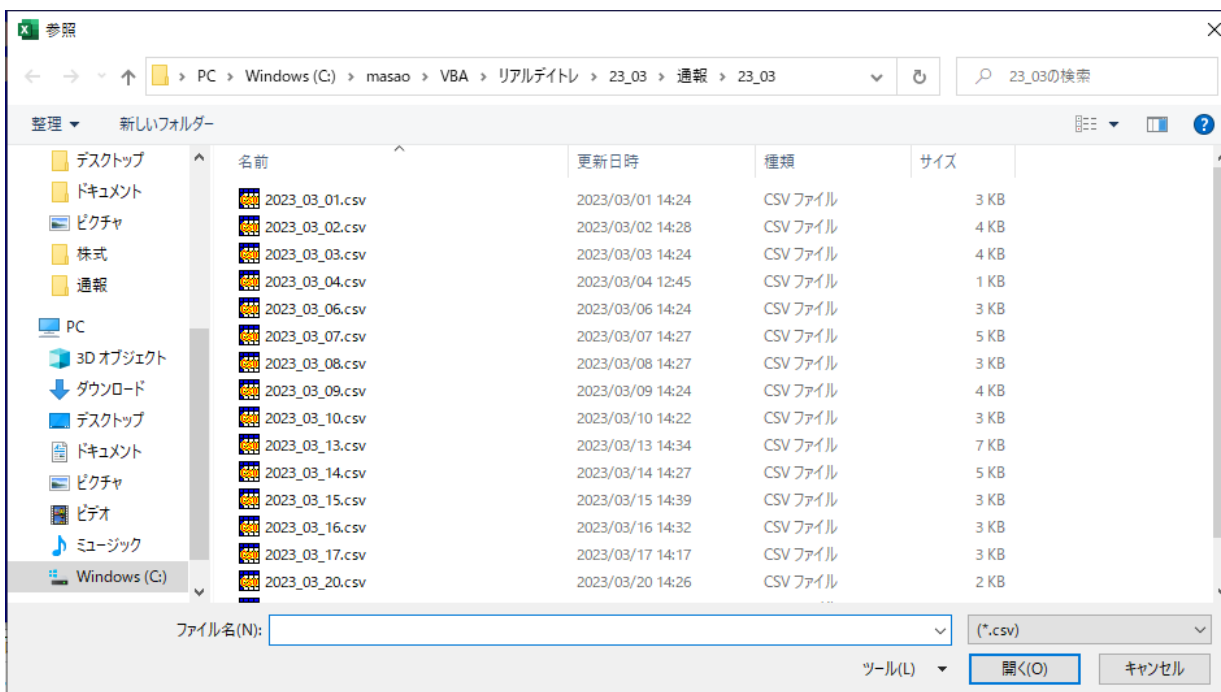 参照
PC › Windows (C:) › masao › VBA › リアルデイトレ › 23_03 › 通報 › 23_03
23_03の検索
整理 新しいフォルダー
デスクトップ
ドキュメント
ピクチャ
株式
通報
PC
3D オブジェクト
ダウンロード
デスクトップ
ドキュメント
ピクチャ
ビデオ
ミュージック
Windows (C:)
名前 更新日時 種類 サイズ
2023_03_01.csv 2023/03/01 14:24 CSV ファイル 3 KB
2023_03_02.csv 2023/03/02 14:28 CSV ファイル 4 KB
2023_03_03.csv 2023/03/03 14:24 CSV ファイル 4 KB
2023_03_04.csv 2023/03/04 12:45 CSV ファイル 1 KB
2023_03_06.csv 2023/03/06 14:24 CSV ファイル 3 KB
2023_03_07.csv 2023/03/07 14:27 CSV ファイル 5 KB
2023_03_08.csv 2023/03/08 14:27 CSV ファイル 3 KB
2023_03_09.csv 2023/03/09 14:24 CSV ファイル 4 KB
2023_03_10.csv 2023/03/10 14:22 CSV ファイル 3 KB
2023_03_13.csv 2023/03/13 14:34 CSV ファイル 7 KB
2023_03_14.csv 2023/03/14 14:27 CSV ファイル 5 KB
2023_03_15.csv 2023/03/15 14:39 CSV ファイル 3 KB
2023_03_16.csv 2023/03/16 14:32 CSV ファイル 3 KB
2023_03_17.csv 2023/03/17 14:17 CSV ファイル 3 KB
2023_03_20.csv 2023/03/20 14:26 CSV ファイル 2 KB
ファイル名(N): (*.csv)
ツール(L) 開く(O) キャンセル